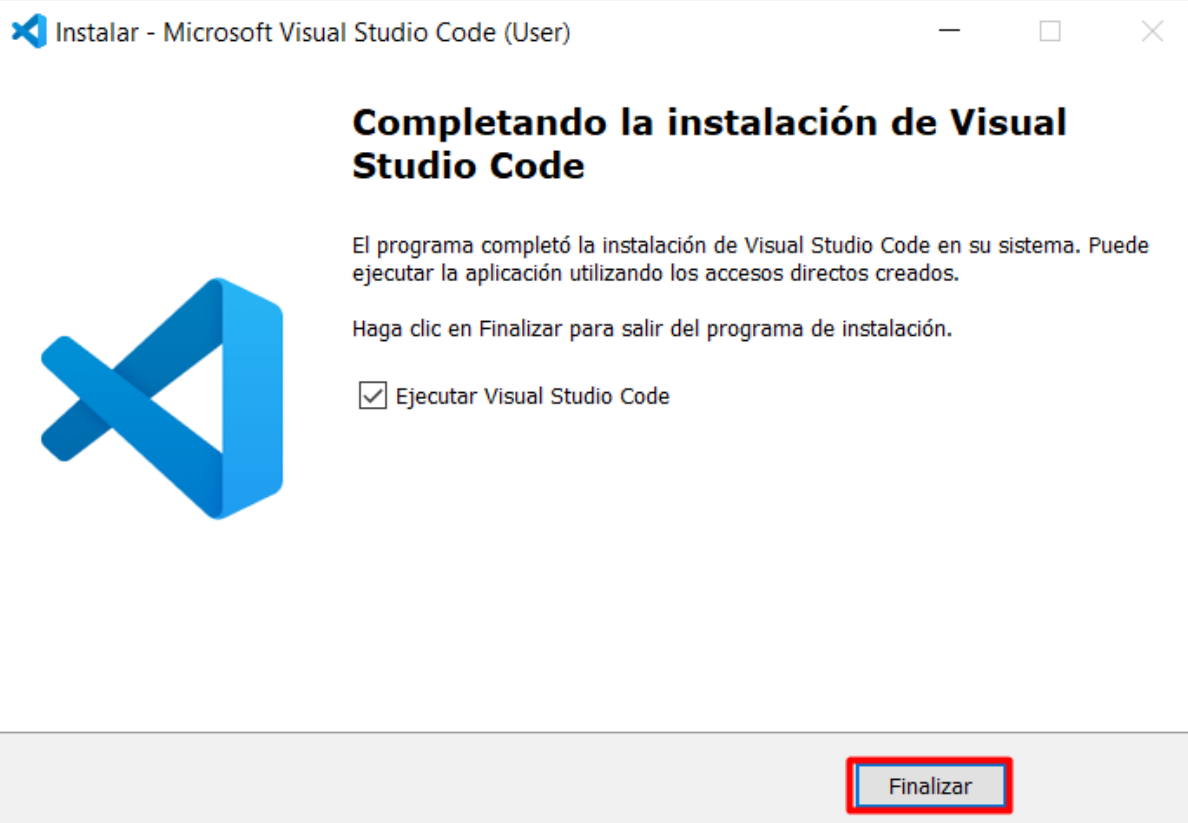 Instalar - Microsoft Visual Studio Code (User)
Completando la instalación de Visual
Studio Code
El programa completó la instalación de Visual Studio Code en su sistema. Puede
ejecutar la aplicación utilizando los accesos directos creados.
Haga clic en Finalizar para salir del programa de instalación.
Ejecutar Visual Studio Code
Finalizar